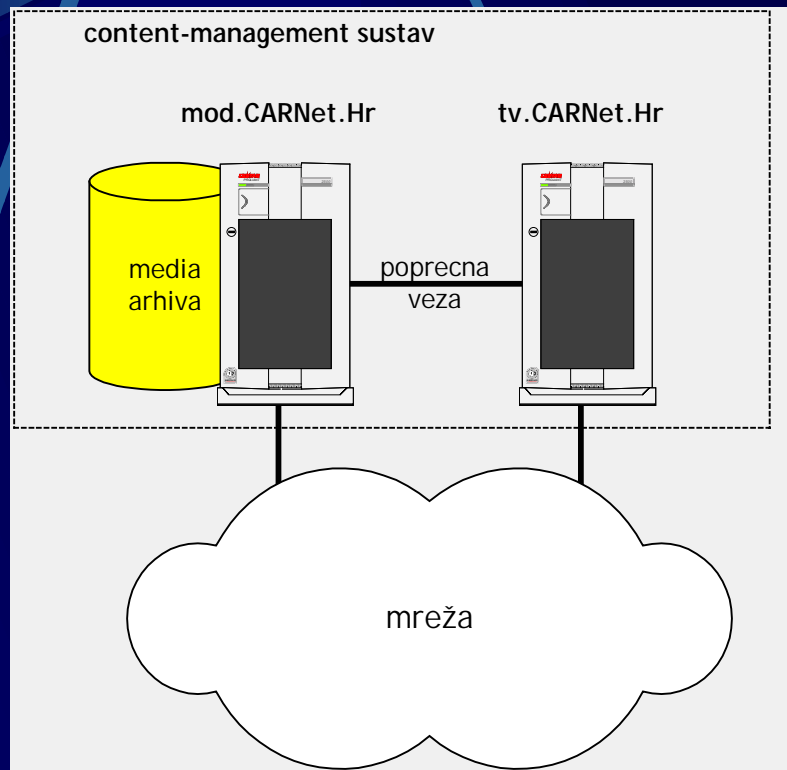 content-management sustav
mod.CARNet.Hr
tv.CARNet.Hr
media
arhiva
poprecna
veza
mreža